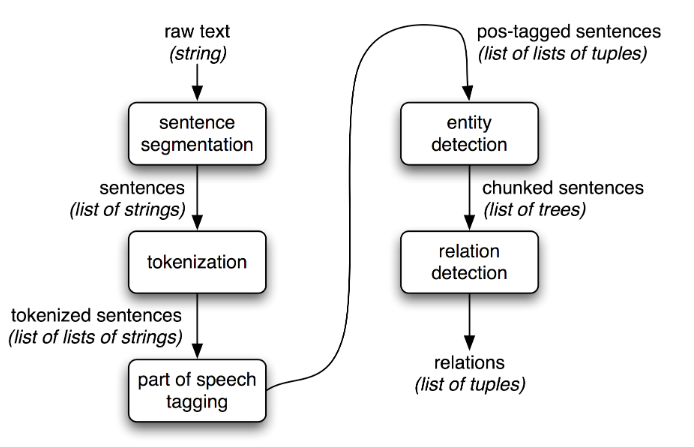 raw text
(string)
sentence
segmentation
sentences
(list of strings)
tokenization
tokenized sentences
(list of lists of strings)
part of speech
tagging
pos-tagged sentences
(list of lists of tuples)
entity
detection
chunked sentences
(list of trees)
relation
detection
relations
(list of tuples)